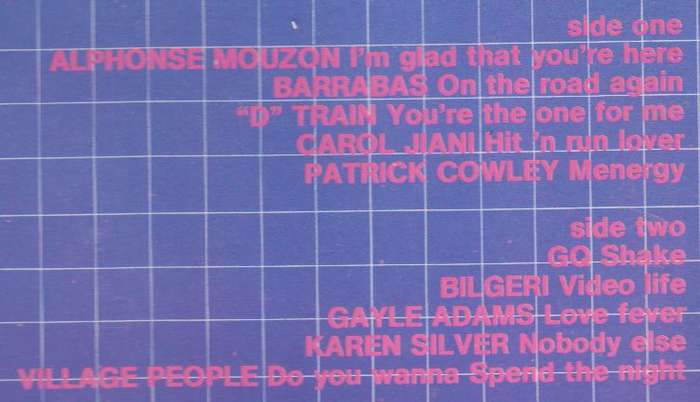 side one
ALPHONSE MOUZON I'm glad that you're here
BARRABAS On the road again
"D" TRAIN You're the one for me
CAROL JIANI Hit 'n run lover
PATRICK COWLEY Menergy
side two
GQ Shake
BILGERI Video life
GAYLE ADAMS Love fever
KAREN SILVER Nobody else
VILLAGE PEOPLE Do you wanna Spend the night